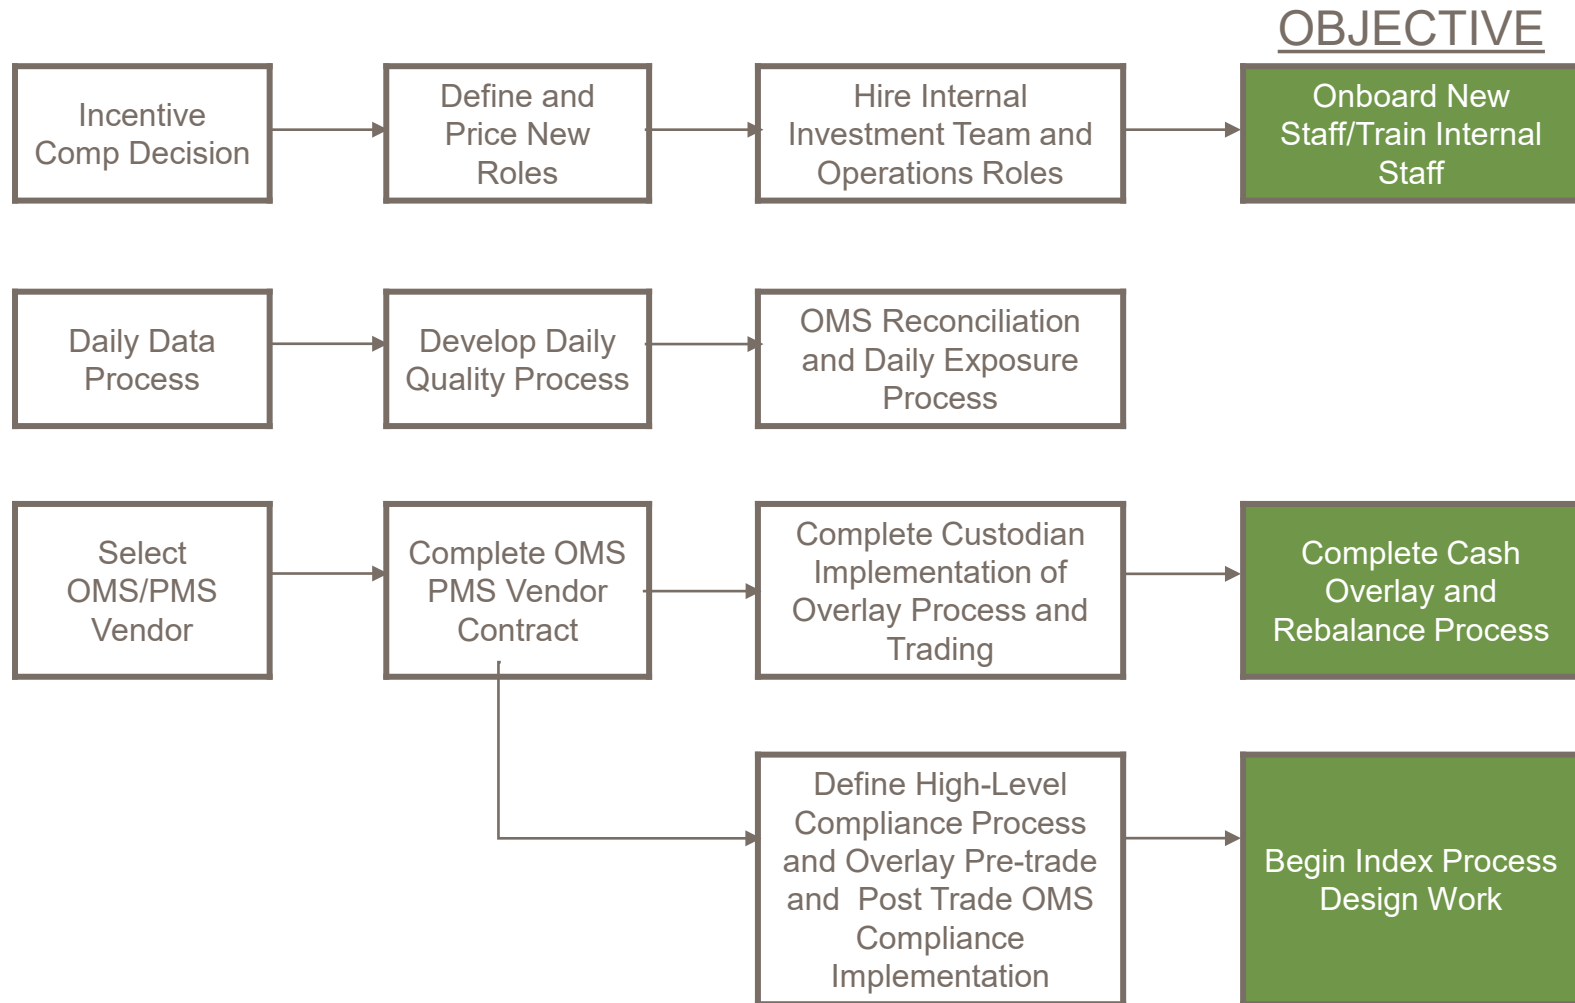 OBJECTIVE
Incentive
Comp Decision
Define and
Price New
Roles
Hire Internal
Investment Team and
Operations Roles
Onboard New
Staff/Train Internal
Staff
Daily Data
Process
Develop Daily
Quality Process
OMS Reconciliation
and Daily Exposure
Process
Select
OMS/PMS
Vendor
Complete OMS
PMS Vendor
Contract
Complete Custodian
Implementation of
Overlay Process and
Trading
Complete Cash
Overlay and
Rebalance Process
Define High-Level
Compliance Process
and Overlay Pre-trade
and  Post Trade OMS
Compliance
Implementation
Begin Index Process
Design Work